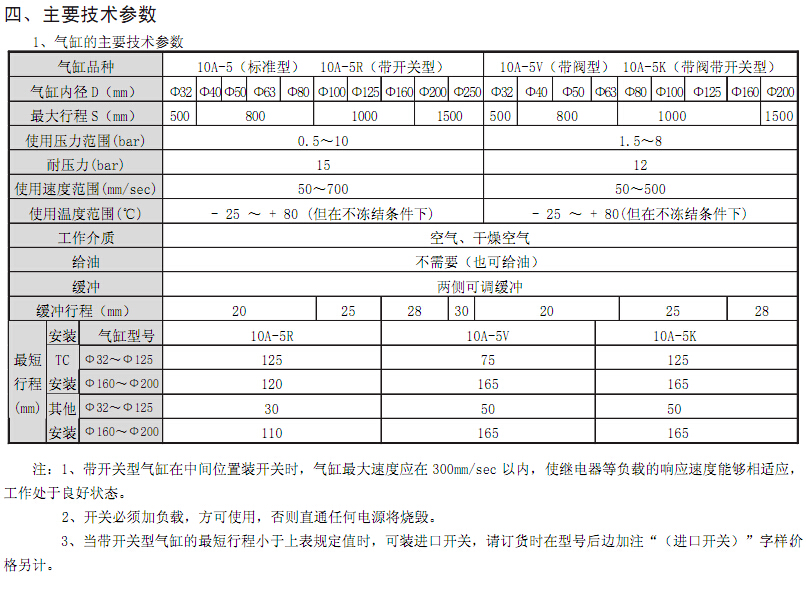 四、主要技术参数
1、气缸的主要技术参数
气缸品种 10A-5（标准型） 10A-5R（带开关型） 10A-5V（带阀型） 10A-5K（带阀带开关型）
气缸内径D（mm） Φ32 Φ40 Φ50 Φ63 Φ80 Φ100 Φ125 Φ160 Φ200 Φ250 Φ32 Φ40 Φ50 Φ63 Φ80 Φ100 Φ125 Φ160 Φ200
最大行程S（mm） 500 800 1000 1500 500 800 1000 1500
使用压力范围(bar) 0.5～10 1.5～8
耐压力(bar) 15 12
使用速度范围(mm/sec) 50～700 50～500
使用温度范围(℃) - 25 ～ + 80 (但在不冻结条件下) - 25 ～ + 80(但在不冻结条件下)
工作介质 空气、干燥空气
给油 不需要（也可给油）
缓冲 两侧可调缓冲
缓冲行程（mm） 20 25 28 30 20 25 28
安装 气缸型号 10A-5R 10A-5V 10A-5K
最短 TC Φ32～Φ125 125 75 125
行程 安装 Φ160～Φ200 120 165 165
(mm) 其他 Φ32～Φ125 30 50 50
安装 Φ160～Φ200 110 165 165
注：1、带开关型气缸在中间位置装开关时，气缸最大速度应在300mm/sec以内，使继电器等负载的响应速度能够相适应，
工作处于良好状态。
2、开关必须加负载，方可使用，否则直通任何电源将烧毁。
3、当带开关型气缸的最短行程小于上表规定值时，可装进口开关，请订货时在型号后边加注“（进口开关）”字样价
格另计。